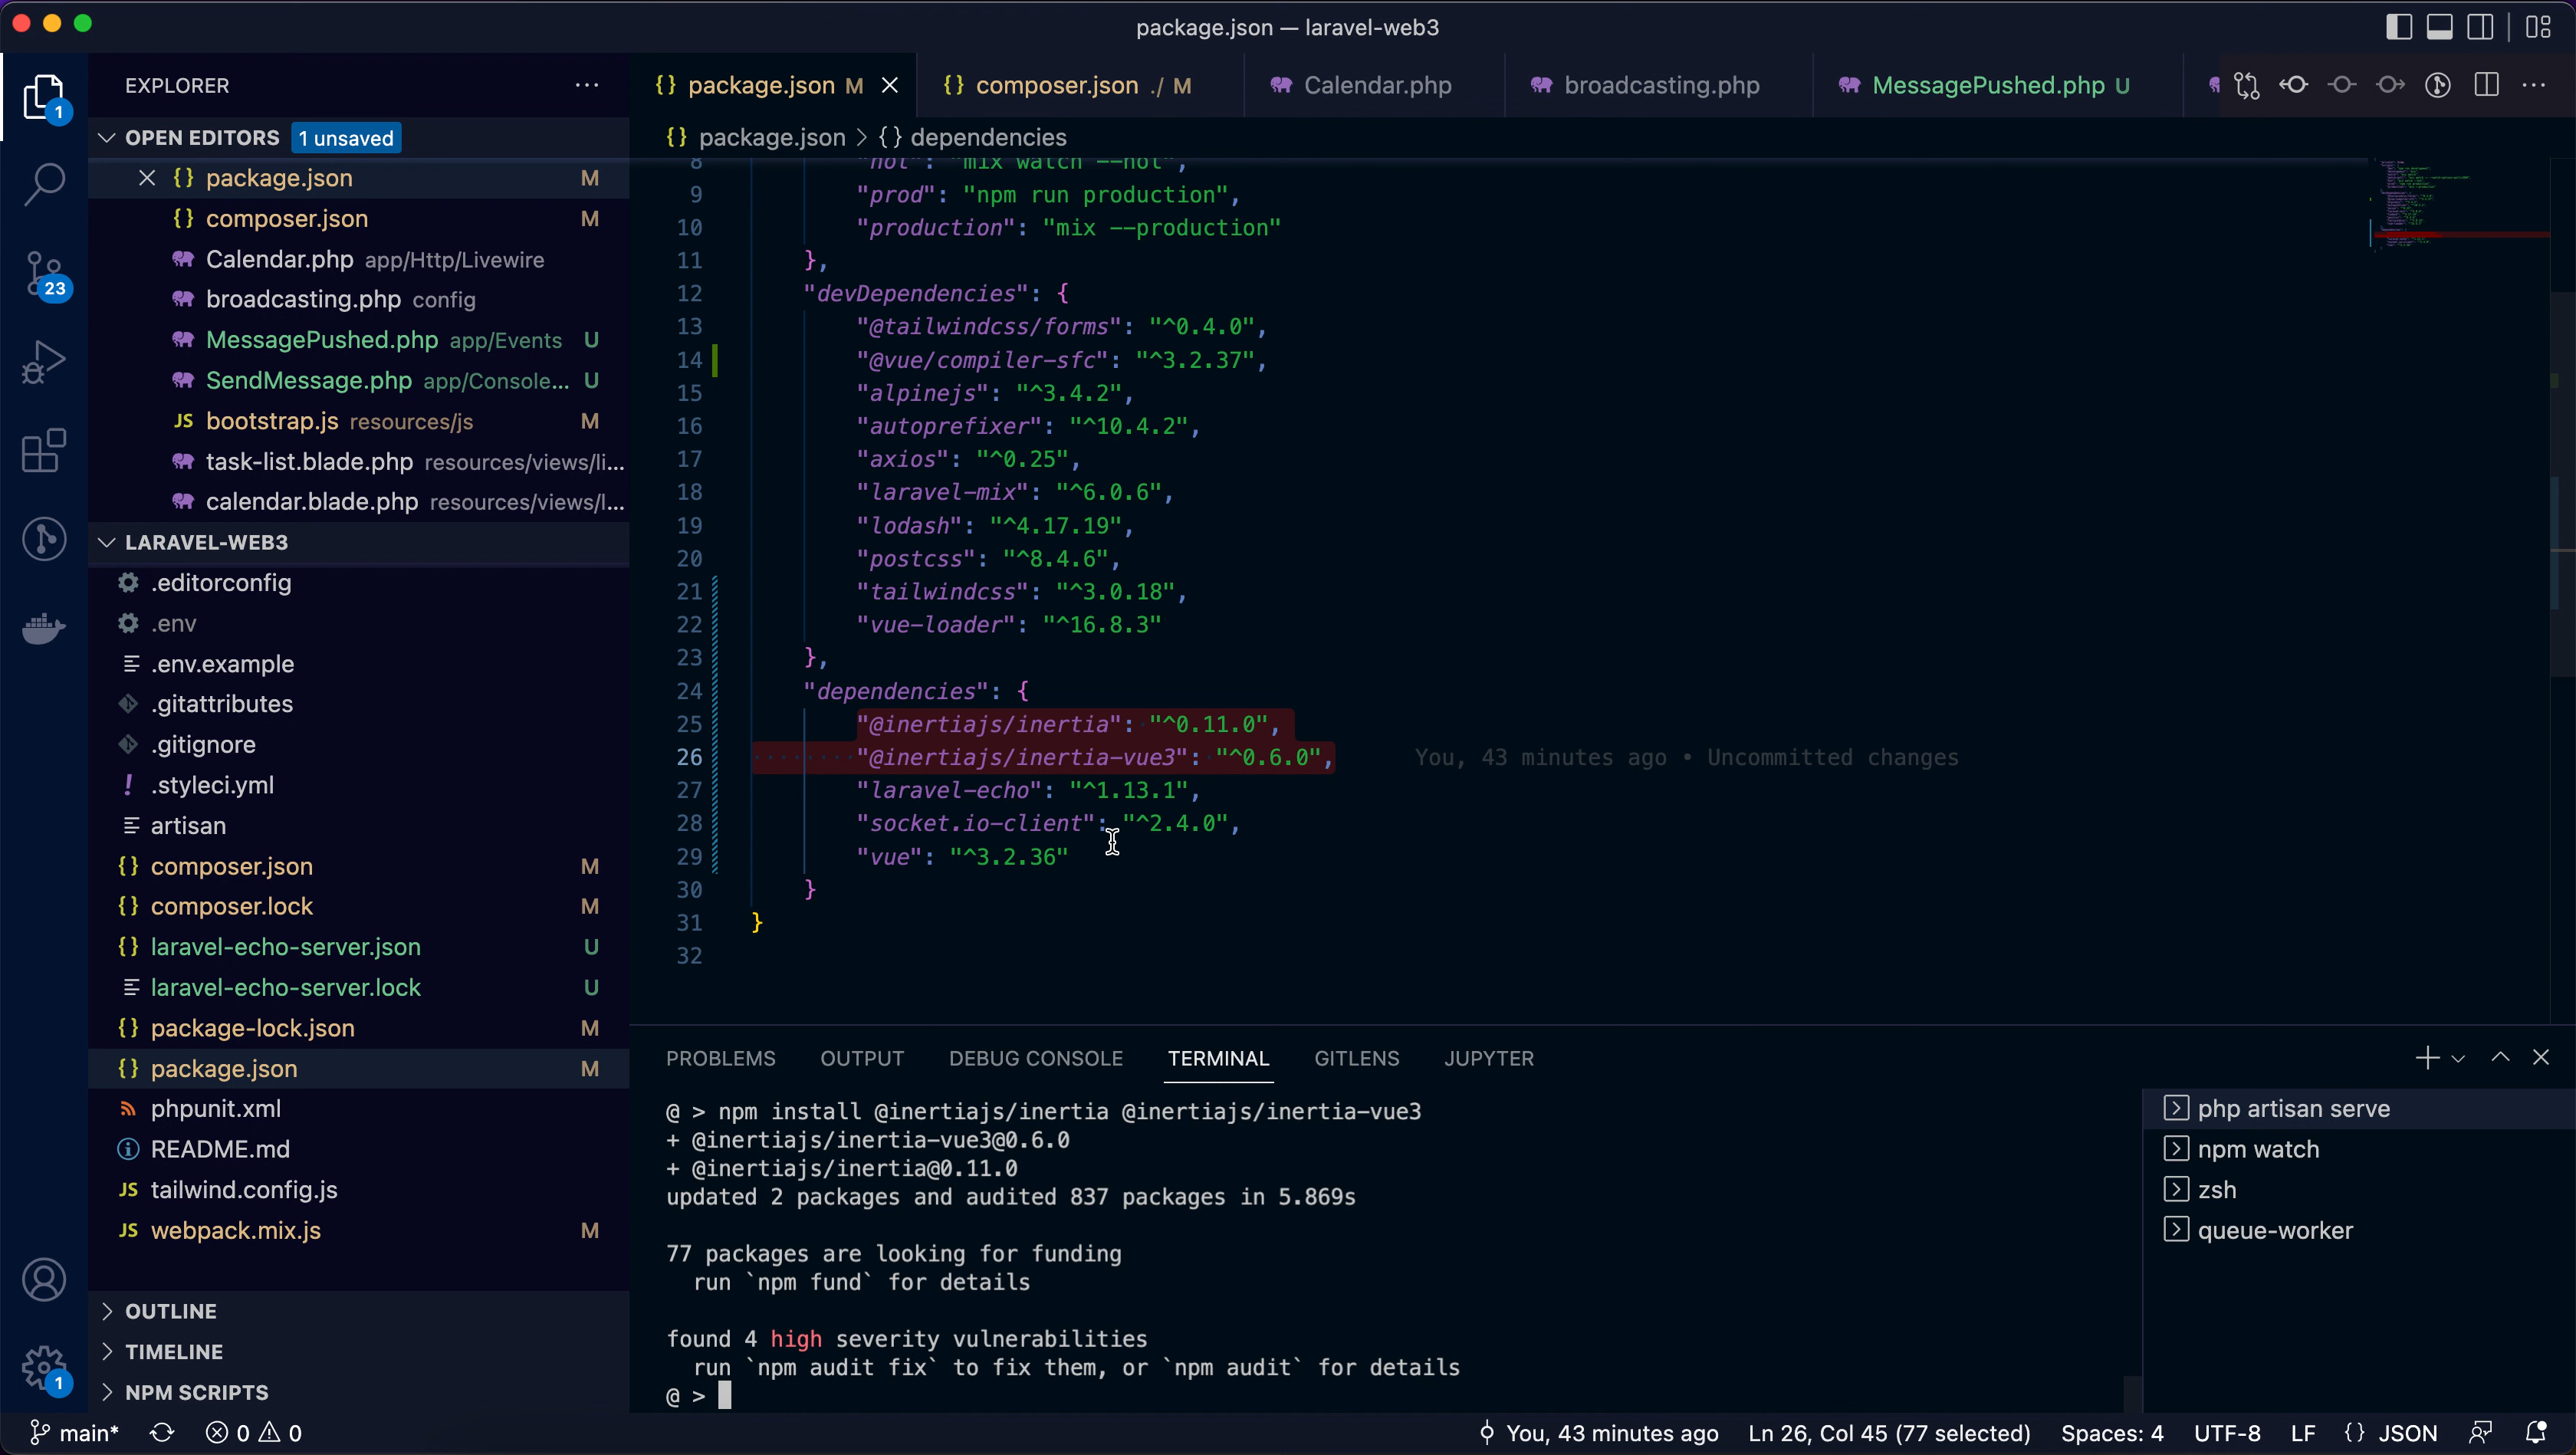 package.json — laravel-web3
EXPLORER
OPEN EDITORS 1 unsaved
package.json M
composer.json M
Calendar.php app/Http/Livewire
broadcasting.php config
MessagePushed.php app/Events U
SendMessage.php app/Console... U
JS bootstrap.js resources/js M
task-list.blade.php resources/views/li...
calendar.blade.php resources/views/l...
LARAVEL-WEB3
.editorconfig
.env
.env.example
.gitattributes
.gitignore
.styleci.yml
artisan
composer.json M
composer.lock M
laravel-echo-server.json U
laravel-echo-server.lock U
package-lock.json M
package.json M
phpunit.xml
README.md
JS tailwind.config.js
JS webpack.mix.js M
OUTLINE
TIMELINE
NPM SCRIPTS
1
23
1
{} package.json M
{} composer.json ./ M
Calendar.php
broadcasting.php
MessagePushed.php U
{} package.json > {} dependencies
8 "hot": "mix watch --hot",
9 "prod": "npm run production",
10 "production": "mix --production"
11 },
12 "devDependencies": {
13 "@tailwindcss/forms": "^0.4.0",
14 "@vue/compiler-sfc": "^3.2.37",
15 "alpinejs": "^3.4.2",
16 "autoprefixer": "^10.4.2",
17 "axios": "^0.25",
18 "laravel-mix": "^6.0.6",
19 "lodash": "^4.17.19",
20 "postcss": "^8.4.6",
21 "tailwindcss": "^3.0.18",
22 "vue-loader": "^16.8.3"
23 },
24 "dependencies": {
25 "@inertiajs/inertia": "^0.11.0",
26 "@inertiajs/inertia-vue3": "^0.6.0", You, 43 minutes ago • Uncommitted changes
27 "laravel-echo": "^1.13.1",
28 "socket.io-client": "^2.4.0",
29 "vue": "^3.2.36"
30 }
31 }
32
PROBLEMS OUTPUT DEBUG CONSOLE TERMINAL GITLENS JUPYTER
@ > npm install @inertiajs/inertia @inertiajs/inertia-vue3
+ @inertiajs/inertia-vue3@0.6.0
+ @inertiajs/inertia@0.11.0
updated 2 packages and audited 837 packages in 5.869s
77 packages are looking for funding
run `npm fund` for details
found 4 high severity vulnerabilities
run `npm audit fix` to fix them, or `npm audit` for details
@ >
php artisan serve
npm watch
zsh
queue-worker
main* 0 0 You, 43 minutes ago Ln 26, Col 45 (77 selected) Spaces: 4 UTF-8 LF {} JSON